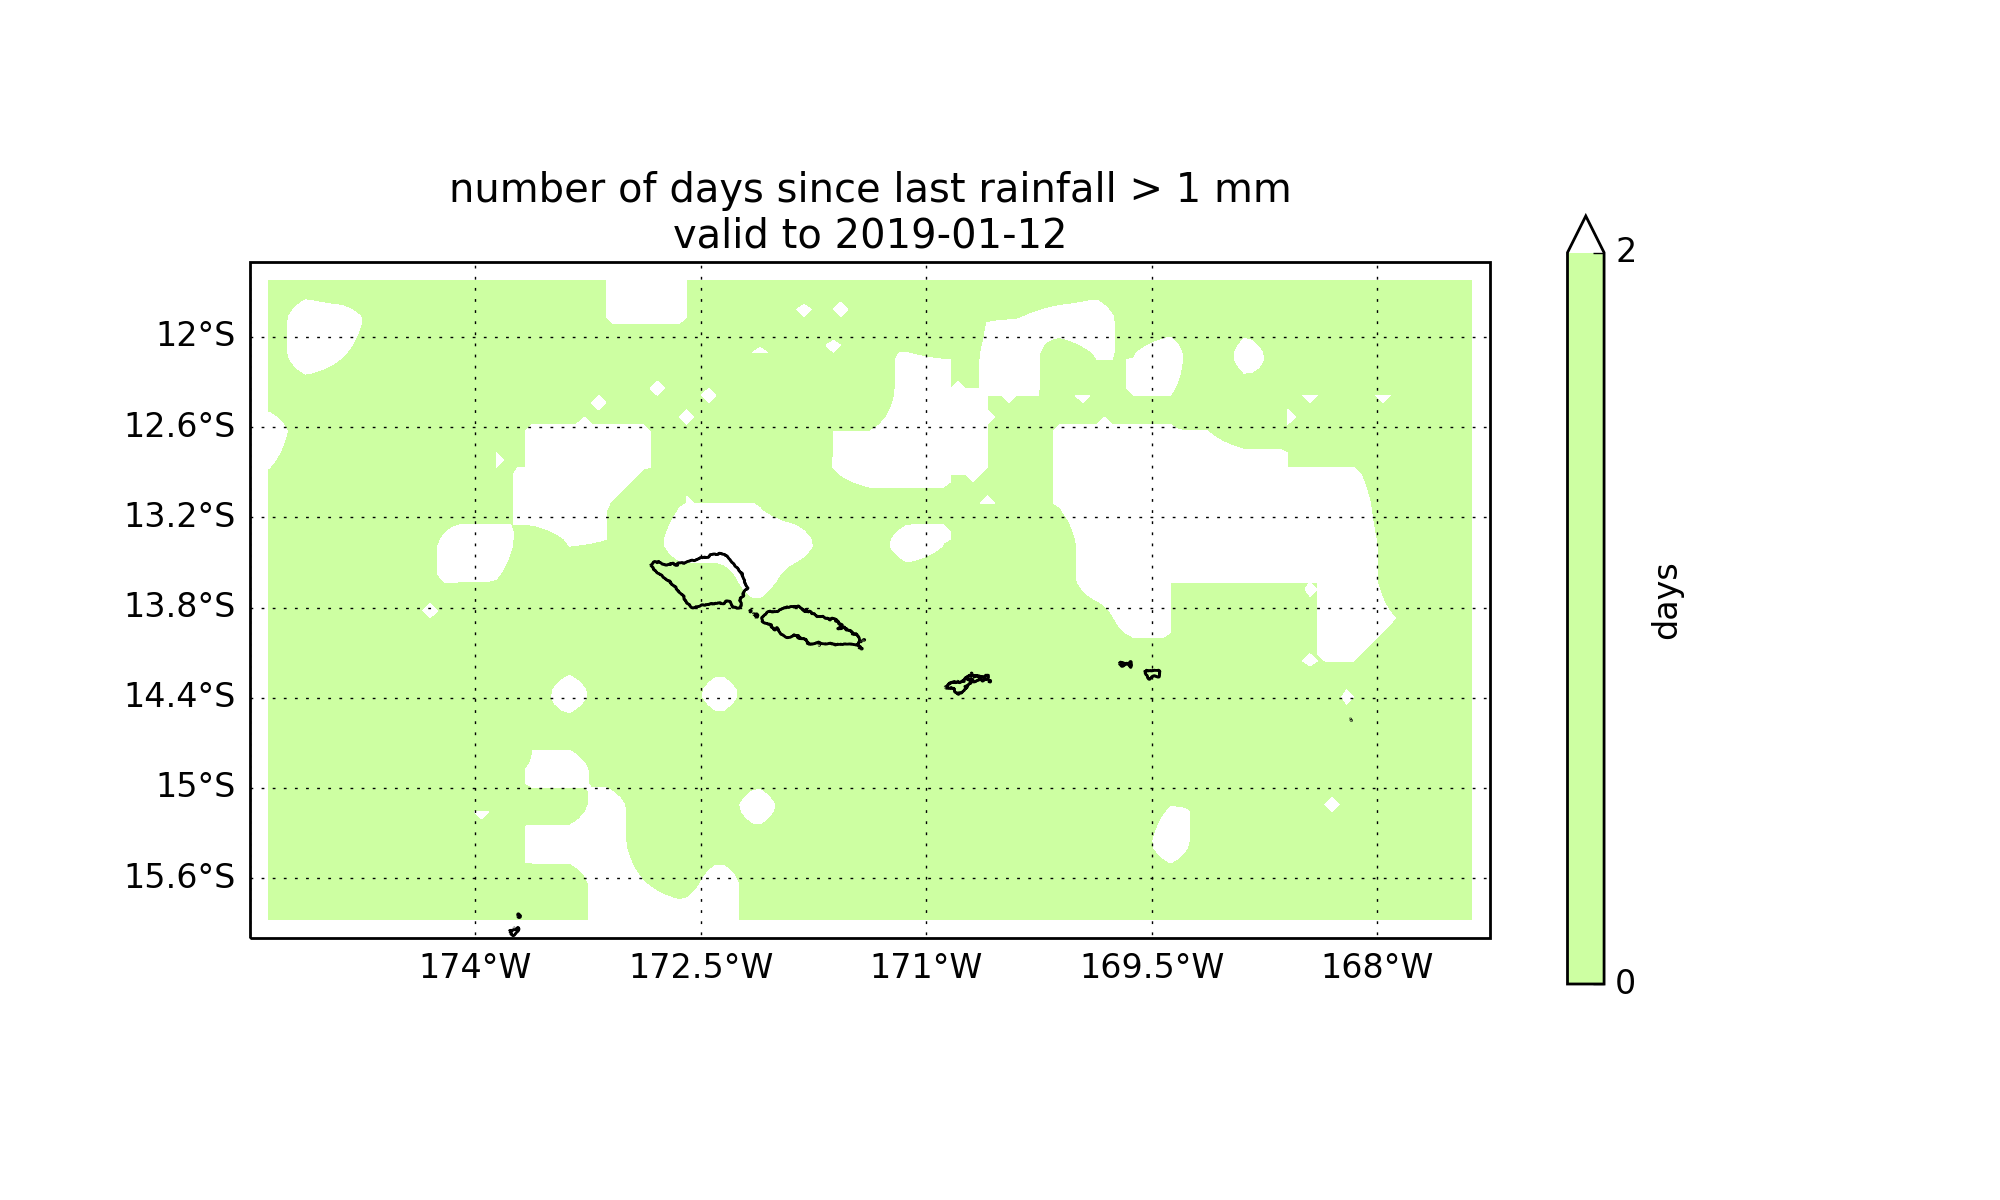 number of days since last rainfall > 1 mm
valid to 2019-01-12
12°S
12.6°S
13.2°S
13.8°S
14.4°S
15°S
15.6°S
174°W
172.5°W
171°W
169.5°W
168°W
2
0
days